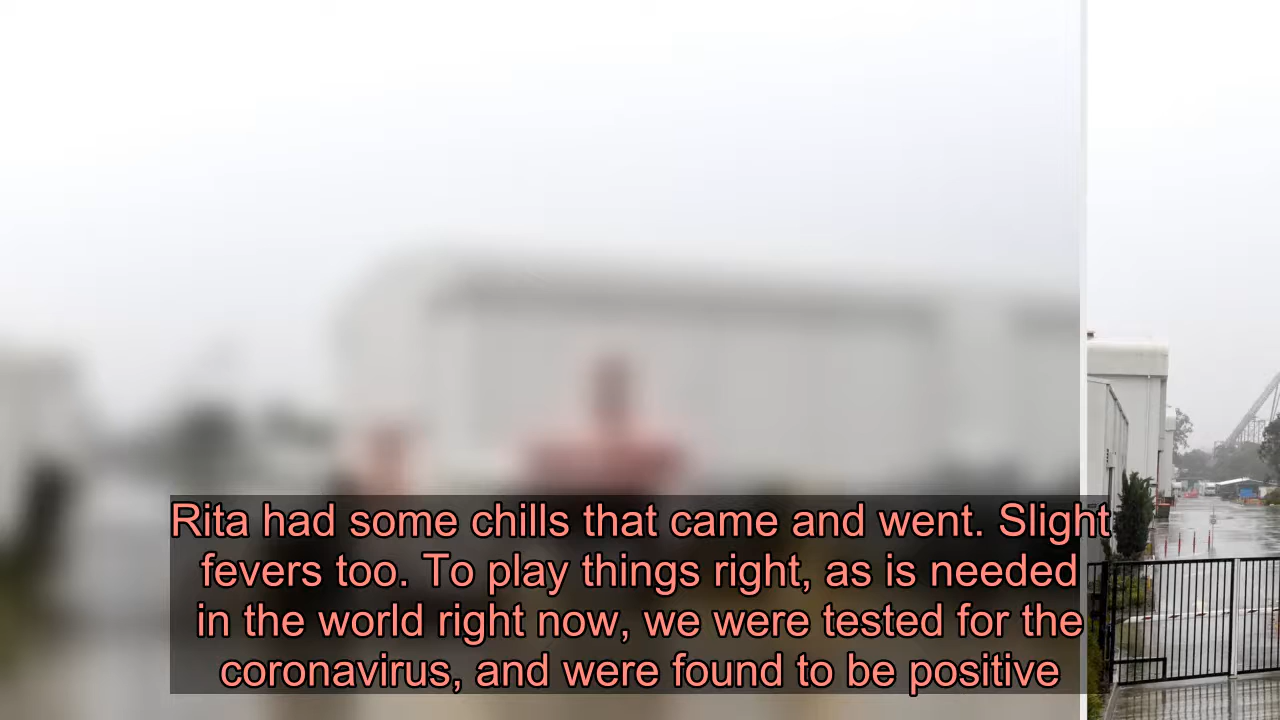 Rita had some chills that came and went. Slight
fevers too. To play things right, as is needed
in the world right now, we were tested for the
coronavirus, and were found to be positive